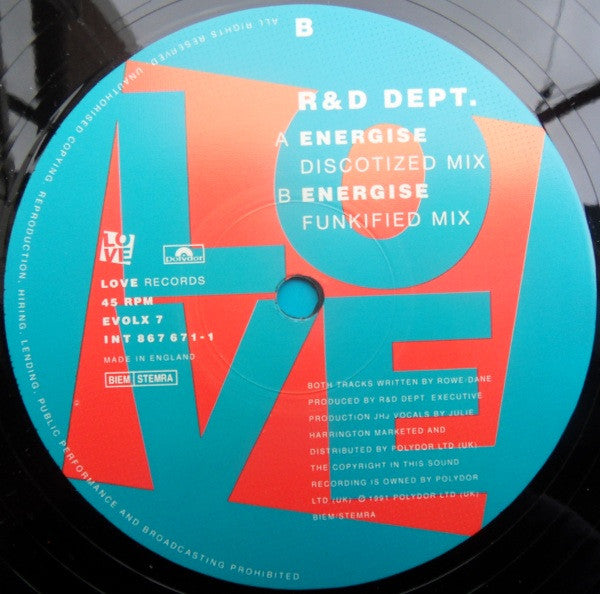 B
R&D DEPT.
A ENERGISE
DISCOTIZED MIX
B ENERGISE
FUNKIFIED MIX
LOVE
LO
VE
Polydor
LOVE RECORDS
45 RPM
EVOLX 7
INT 867 671-1
MADE IN ENGLAND
BIEM STEMRA
BOTH TRACKS WRITTEN BY ROWE-DANE
PRODUCED BY R&D DEPT. EXECUTIVE
PRODUCTION JHJ VOCALS BY JULIE
HARRINGTON MARKETED AND
DISTRIBUTED BY POLYDOR LTD (UK)
THE COPYRIGHT IN THIS SOUND
RECORDING IS OWNED BY POLYDOR
LTD (UK). ℗ 1991 POLYDOR LTD (UK)
BIEM/STEMRA
ALL RIGHTS RESERVED. UNAUTHORISED COPYING, REPRODUCTION, HIRING, LENDING, PUBLIC PERFORMANCE AND BROADCASTING PROHIBITED